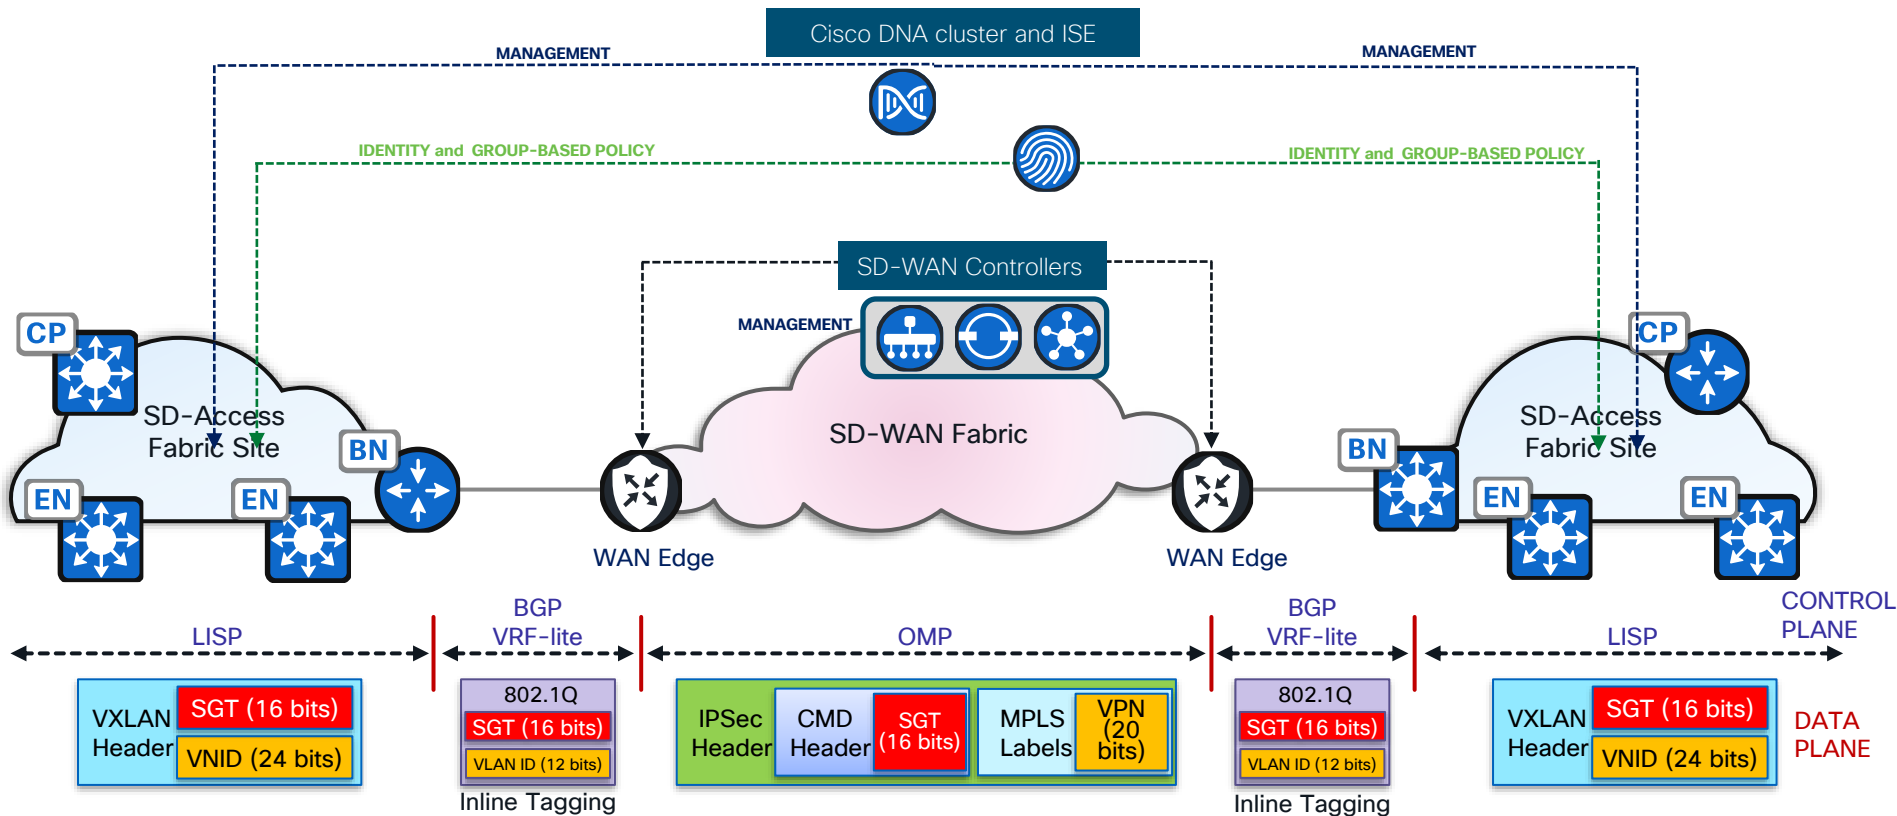 Cisco DNA cluster and ISE
MANAGEMENT
MANAGEMENT
IDENTITY and GROUP-BASED POLICY
IDENTITY and GROUP-BASED POLICY
SD-WAN Controllers
MANAGEMENT
CP
SD-Access
Fabric Site
BN
EN
EN
SD-WAN Fabric
WAN Edge
WAN Edge
CP
SD-Access
Fabric Site
BN
EN
EN
LISP
BGP
VRF-lite
OMP
BGP
VRF-lite
LISP
CONTROL
PLANE
VXLAN
Header
SGT (16 bits)
VNID (24 bits)
802.1Q
SGT (16 bits)
VLAN ID (12 bits)
Inline Tagging
IPSec
Header
CMD
Header
SGT
(16 bits)
MPLS
Labels
VPN
(20
bits)
802.1Q
SGT (16 bits)
VLAN ID (12 bits)
Inline Tagging
VXLAN
Header
SGT (16 bits)
VNID (24 bits)
DATA
PLANE